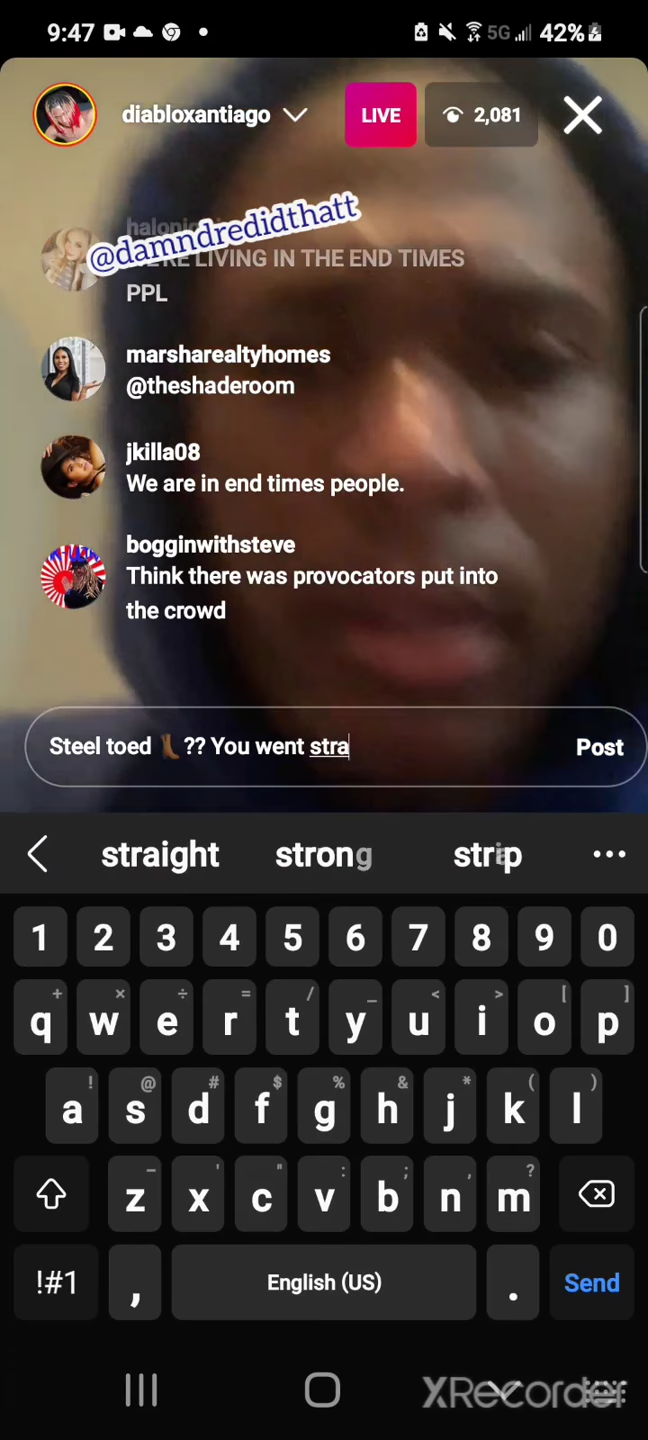 9:47
5G
42%
diabloxantiago
LIVE
2,081
@damndredidthatt
LIVING IN THE END TIMES
PPL
marsharealtyhomes
@theshaderoom
jkilla08
We are in end times people.
bogginwithsteve
Think there was provocators put into
the crowd
Steel toed 👢?? You went stra
Post
straight
strong
strip
1 2 3 4 5 6 7 8 9 0
+ × ÷ = / _ < > [ ]
q w e r t y u i o p
! @ # $ % & * ( )
a s d f g h j k l
- ' " : ; , ?
z x c v b n m
!#1 , English (US) . Send
XRecorder